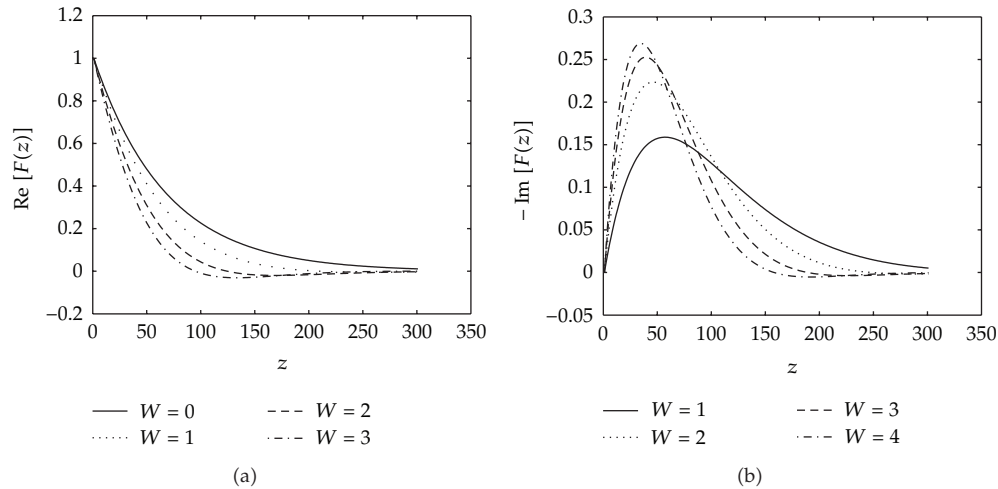 1.2
1
0.8
0.6
0.4
0.2
0
−0.2
Re [F(z)]
0 50 100 150 200 250 300 350
z
W = 0
W = 1
W = 2
W = 3
(a)
0.3
0.25
0.2
0.15
0.1
0.05
0
−0.05
− Im [F(z)]
0 50 100 150 200 250 300 350
z
W = 1
W = 2
W = 3
W = 4
(b)